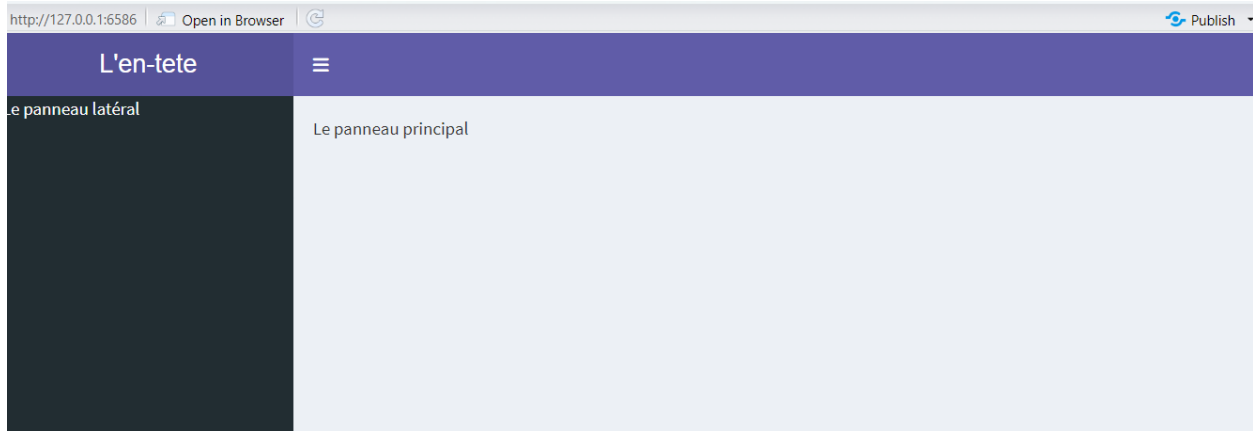 http://127.0.0.1:6586 Open in Browser Publish
L'en-tete
Le panneau latéral
Le panneau principal